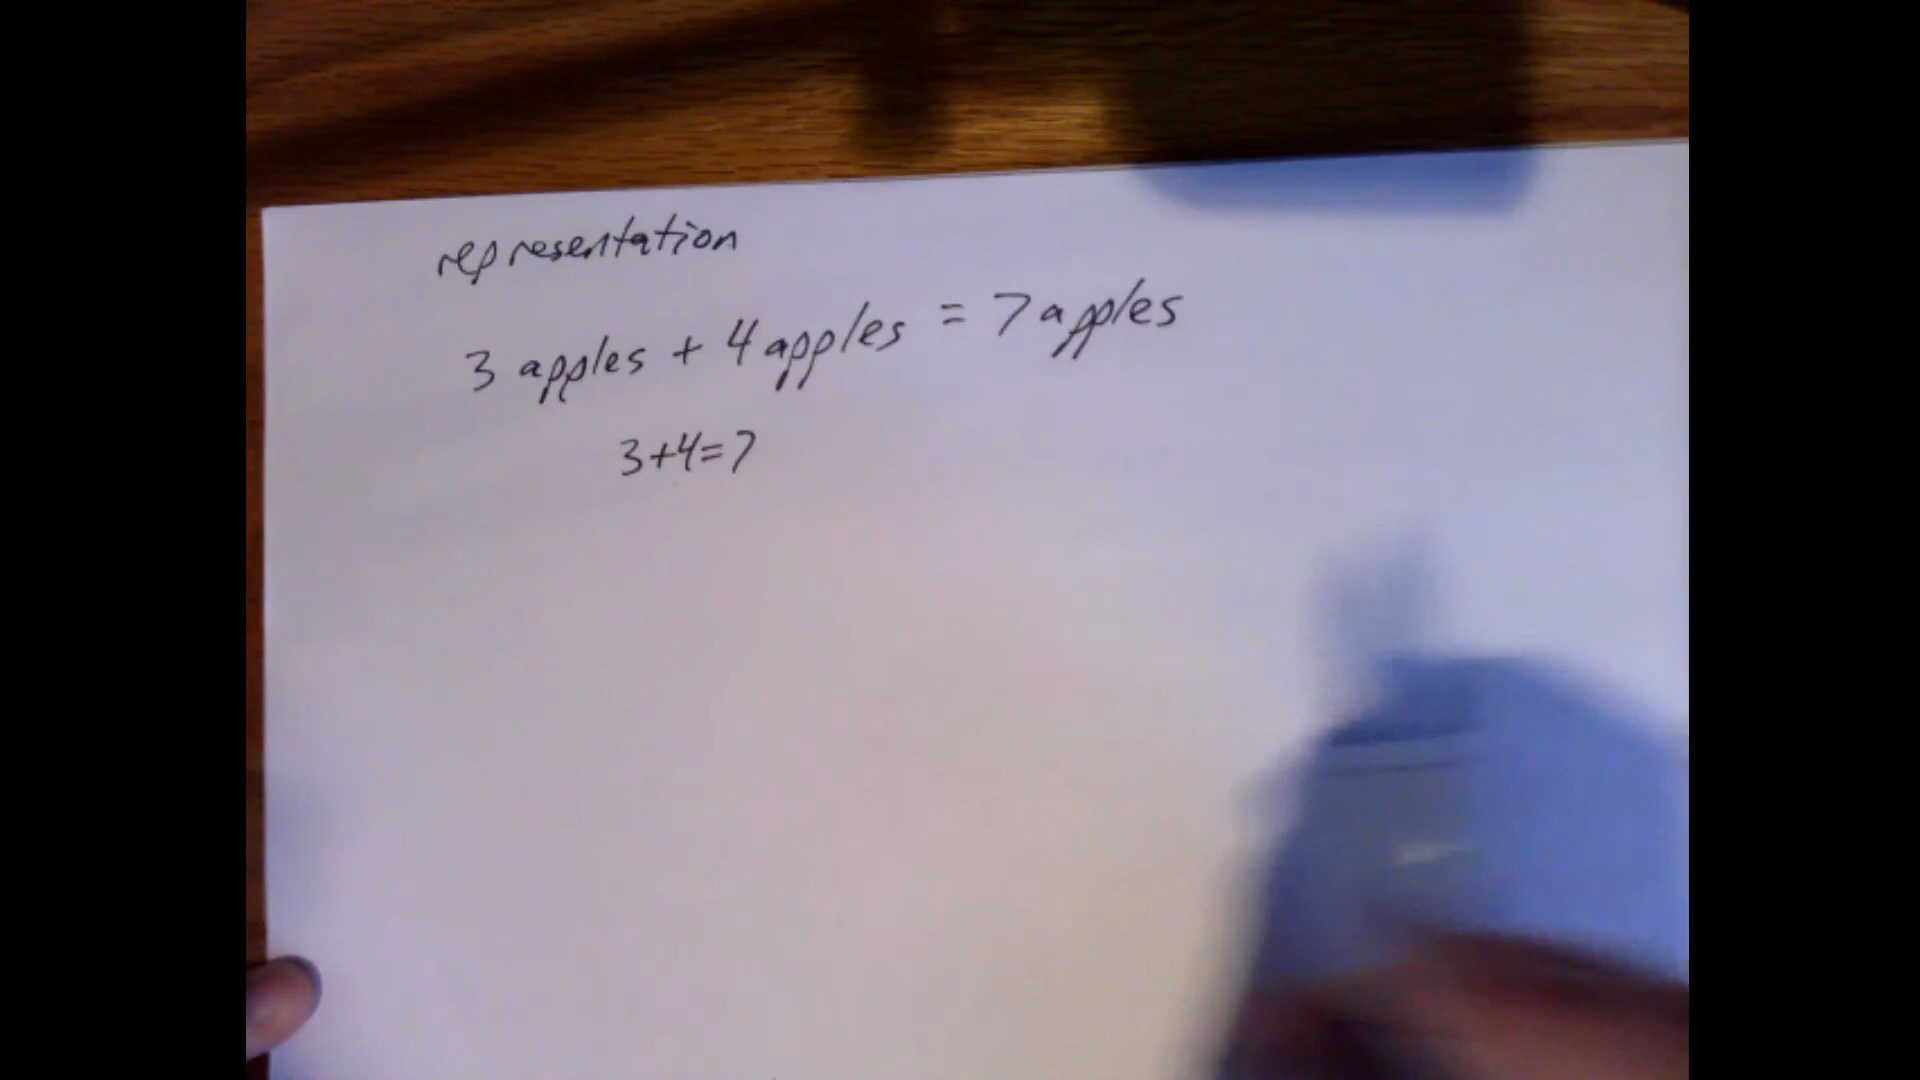 representation
3 apples + 4 apples = 7 apples
3+4=7